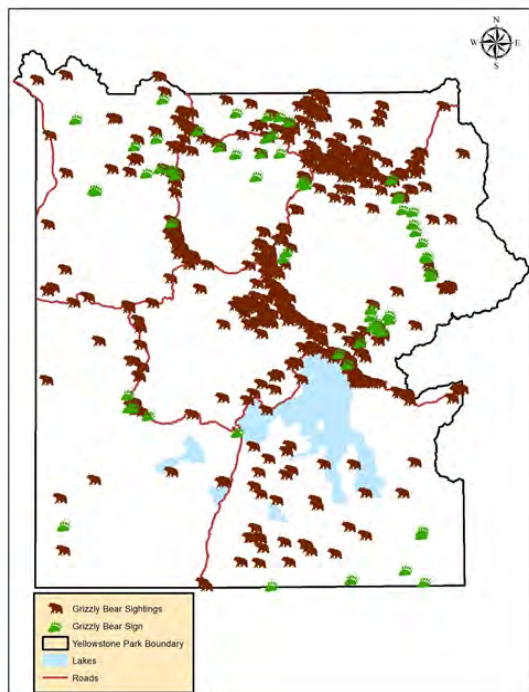 N
W E
S
Grizzly Bear Sightings
Grizzly Bear Sign
Yellowstone Park Boundary
Lakes
Roads